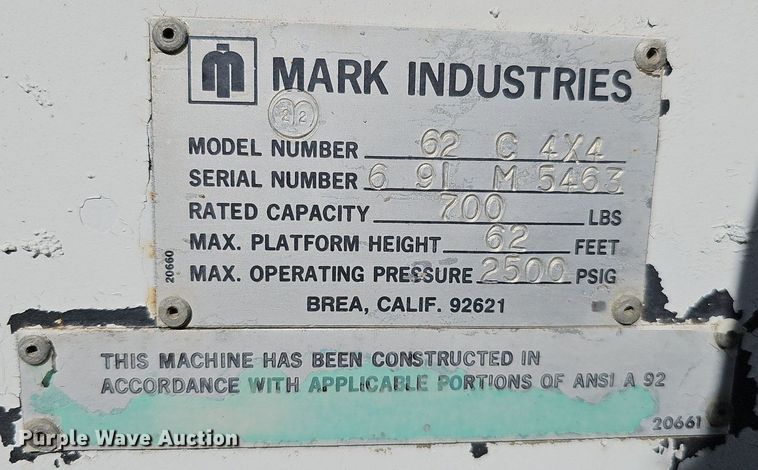 MARK INDUSTRIES
22
MODEL NUMBER 62 C 4X4
SERIAL NUMBER 6 91 M 5463
RATED CAPACITY 700 LBS
MAX. PLATFORM HEIGHT 62 FEET
MAX. OPERATING PRESSURE 2500 PSIG
BREA, CALIF. 92621
20660
THIS MACHINE HAS BEEN CONSTRUCTED IN
ACCORDANCE WITH APPLICABLE PORTIONS OF ANSI A 92
20661
Purple Wave Auction